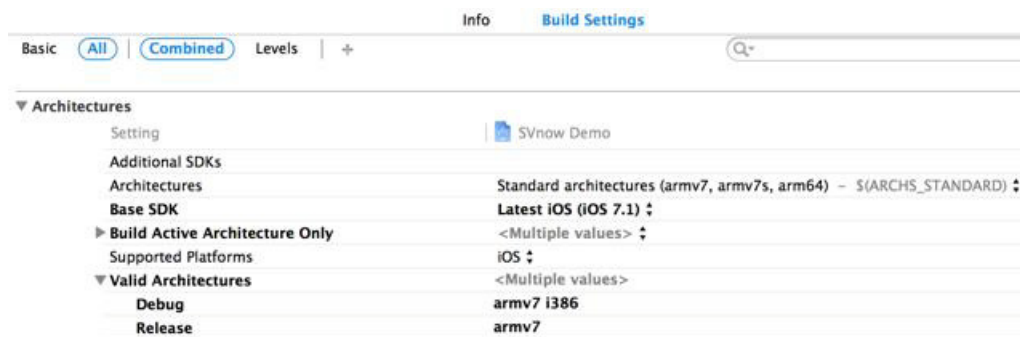 Info Build Settings
Basic All Combined Levels +
Architectures
Setting SVnow Demo
Additional SDKs
Architectures Standard architectures (armv7, armv7s, arm64) – $(ARCHS_STANDARD)
Base SDK Latest iOS (iOS 7.1)
Build Active Architecture Only <Multiple values>
Supported Platforms iOS
Valid Architectures <Multiple values>
Debug armv7 i386
Release armv7